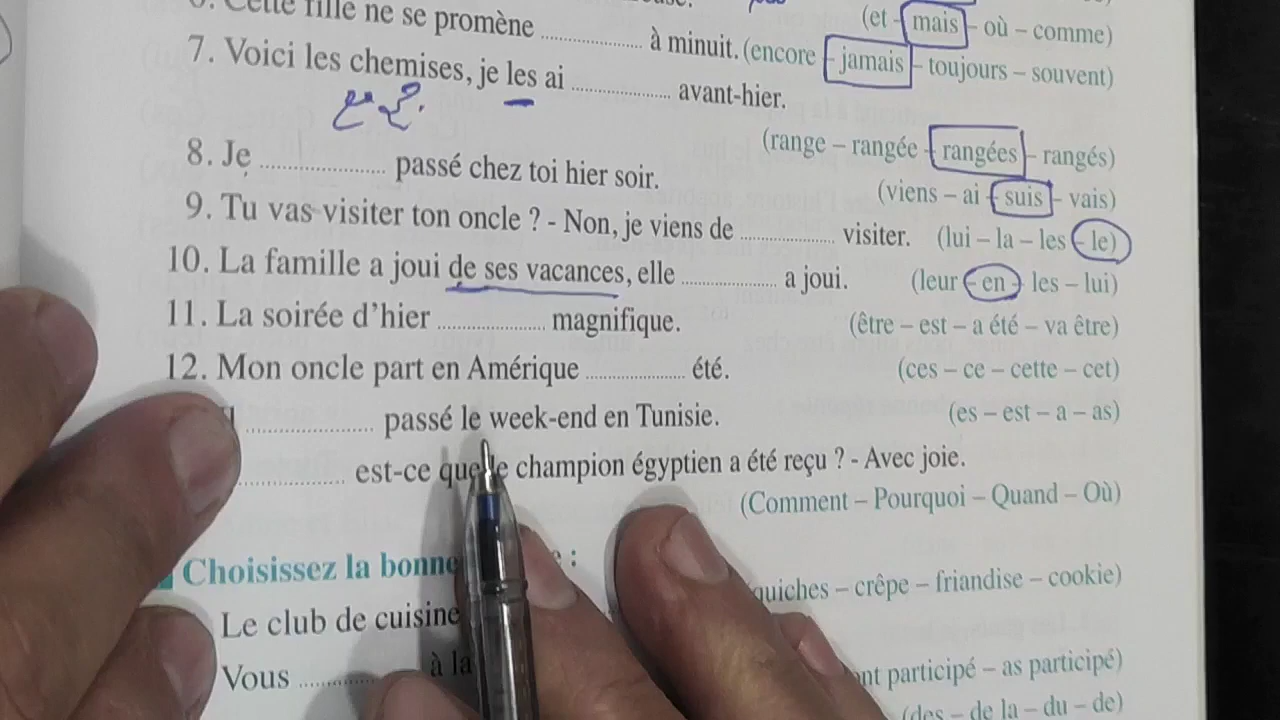 6. Cette fille ne se promène .................... à minuit. (encore – jamais – toujours – souvent)
(et – mais – où – comme)
7. Voici les chemises, je les ai .................... avant-hier.
(range – rangée – rangées – rangés)
8. Je .................... passé chez toi hier soir.
(viens – ai – suis – vais)
9. Tu vas visiter ton oncle ? - Non, je viens de .................... visiter. (lui – la – les – le)
10. La famille a joui de ses vacances, elle .................... a joui. (leur – en – les – lui)
11. La soirée d'hier .................... magnifique. (être – est – a été – va être)
12. Mon oncle part en Amérique .................... été. (ces – ce – cette – cet)
.................... passé le week-end en Tunisie. (es – est – a – as)
.................... est-ce que le champion égyptien a été reçu ? - Avec joie.
(Comment – Pourquoi – Quand – Où)
Choisissez la bonne :
Le club de cuisine
– crêpe – friandise – cookie)
Vous .................... à la
participé – as participé)
(des – de la – du – de)